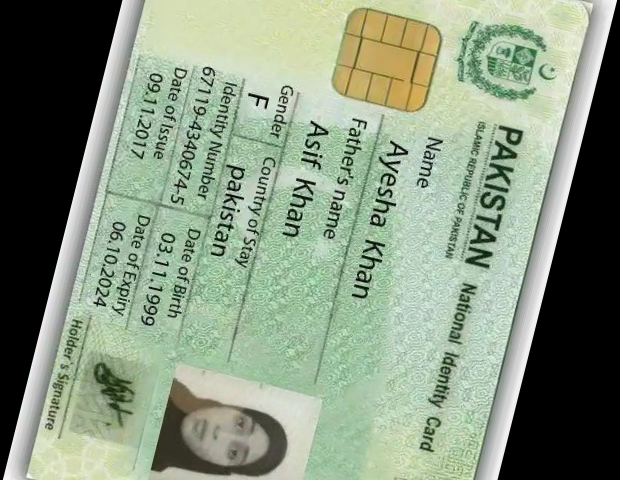 PAKISTAN National Identity Card
ISLAMIC REPUBLIC OF PAKISTAN
Name
Ayesha Khan
Father's name
Asif Khan
Gender Country of Stay
F pakistan
Identity Number Date of Birth
67119-4340674-5 03.11.1999
Date of Issue Date of Expiry
09.11.2017 06.10.2024
Holder's Signature